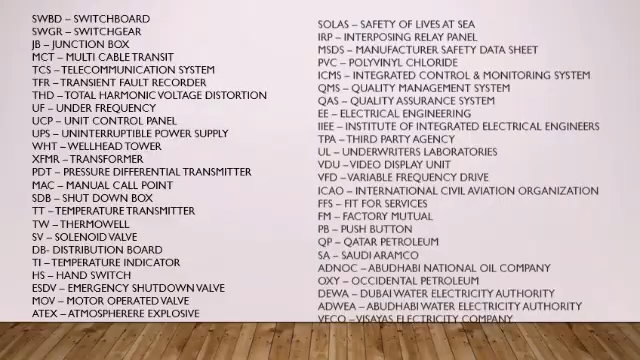 SWBD – SWITCHBOARD
SWGR – SWITCHGEAR
JB – JUNCTION BOX
MCT – MULTI CABLE TRANSIT
TCS – TELECOMMUNICATION SYSTEM
TFR – TRANSIENT FAULT RECORDER
THD – TOTAL HARMONIC VOLTAGE DISTORTION
UF – UNDER FREQUENCY
UCP – UNIT CONTROL PANEL
UPS – UNINTERRUPTIBLE POWER SUPPLY
WHT – WELLHEAD TOWER
XFMR – TRANSFORMER
PDT – PRESSURE DIFFERENTIAL TRANSMITTER
MAC – MANUAL CALL POINT
SDB – SHUT DOWN BOX
TT – TEMPERATURE TRANSMITTER
TW – THERMOWELL
SV – SOLENOID VALVE
DB- DISTRIBUTION BOARD
TI – TEMPERATURE INDICATOR
HS – HAND SWITCH
ESDV – EMERGENCY SHUTDOWN VALVE
MOV – MOTOR OPERATED VALVE
ATEX – ATMOSPHERERE EXPLOSIVE
SOLAS – SAFETY OF LIVES AT SEA
IRP – INTERPOSING RELAY PANEL
MSDS – MANUFACTURER SAFETY DATA SHEET
PVC – POLYVINYL CHLORIDE
ICMS – INTEGRATED CONTROL & MONITORING SYSTEM
QMS – QUALITY MANAGEMENT SYSTEM
QAS – QUALITY ASSURANCE SYSTEM
EE – ELECTRICAL ENGINEERING
IIEE – INSTITUTE OF INTEGRATED ELECTRICAL ENGINEERS
TPA – THIRD PARTY AGENCY
UL – UNDERWRITERS LABORATORIES
VDU – VIDEO DISPLAY UNIT
VFD – VARIABLE FREQUENCY DRIVE
ICAO – INTERNATIONAL CIVIL AVIATION ORGANIZATION
FFS – FIT FOR SERVICES
FM – FACTORY MUTUAL
PB – PUSH BUTTON
QP – QATAR PETROLEUM
SA – SAUDI ARAMCO
ADNOC – ABUDHABI NATIONAL OIL COMPANY
OXY – OCCIDENTAL PETROLEUM
DEWA – DUBAI WATER ELECTRICITY AUTHORITY
ADWEA – ABUDHABI WATER ELECTRICITY AUTHORITY
VECO – VISAYAS ELECTRICITY COMPANY